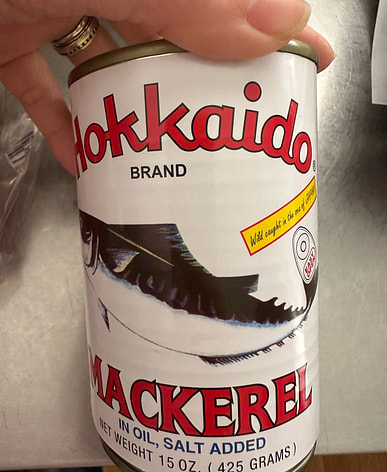 Hokkaido®
BRAND
Wild caught in the sea of
MACKEREL
IN OIL, SALT ADDED
NET WEIGHT 15 OZ. (425 GRAMS)